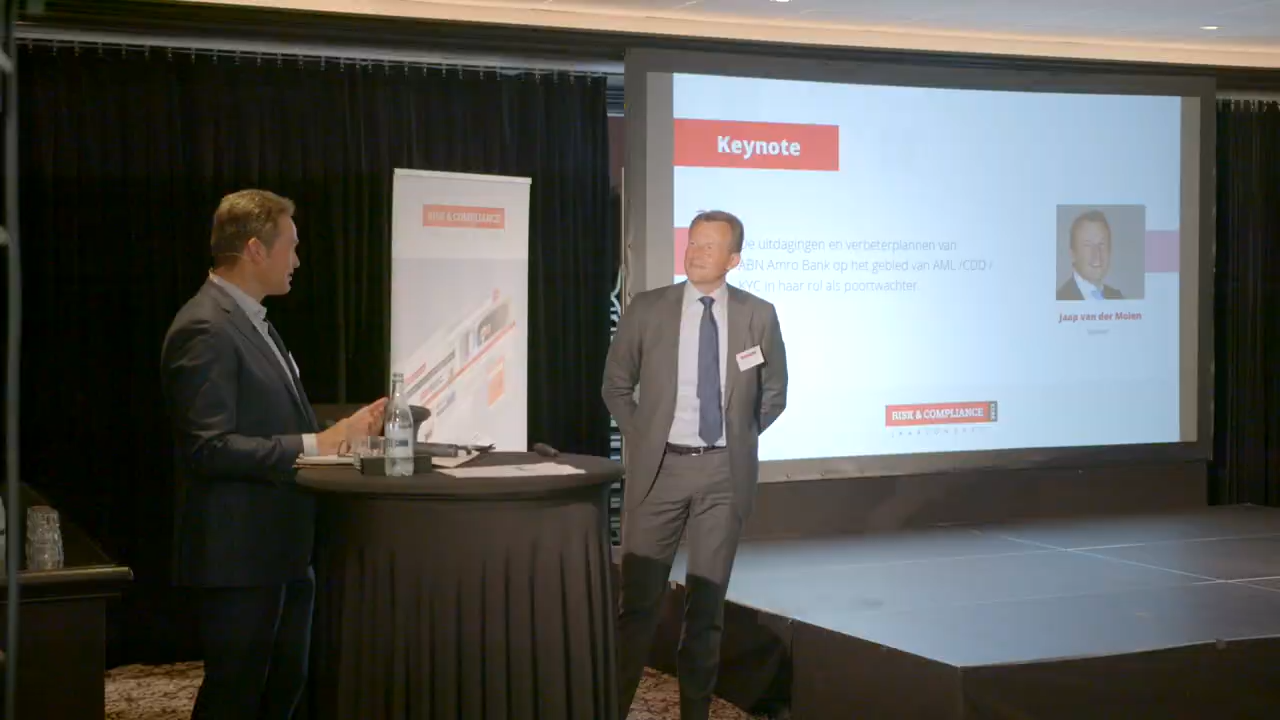 Keynote
De uitdagingen en verbeterplannen van
ABN Amro Bank op het gebied van AML /CDD /
KYC in haar rol als poortwachter
Jaap van der Molen
RISK & COMPLIANCE
RISK & COMPLIANCE